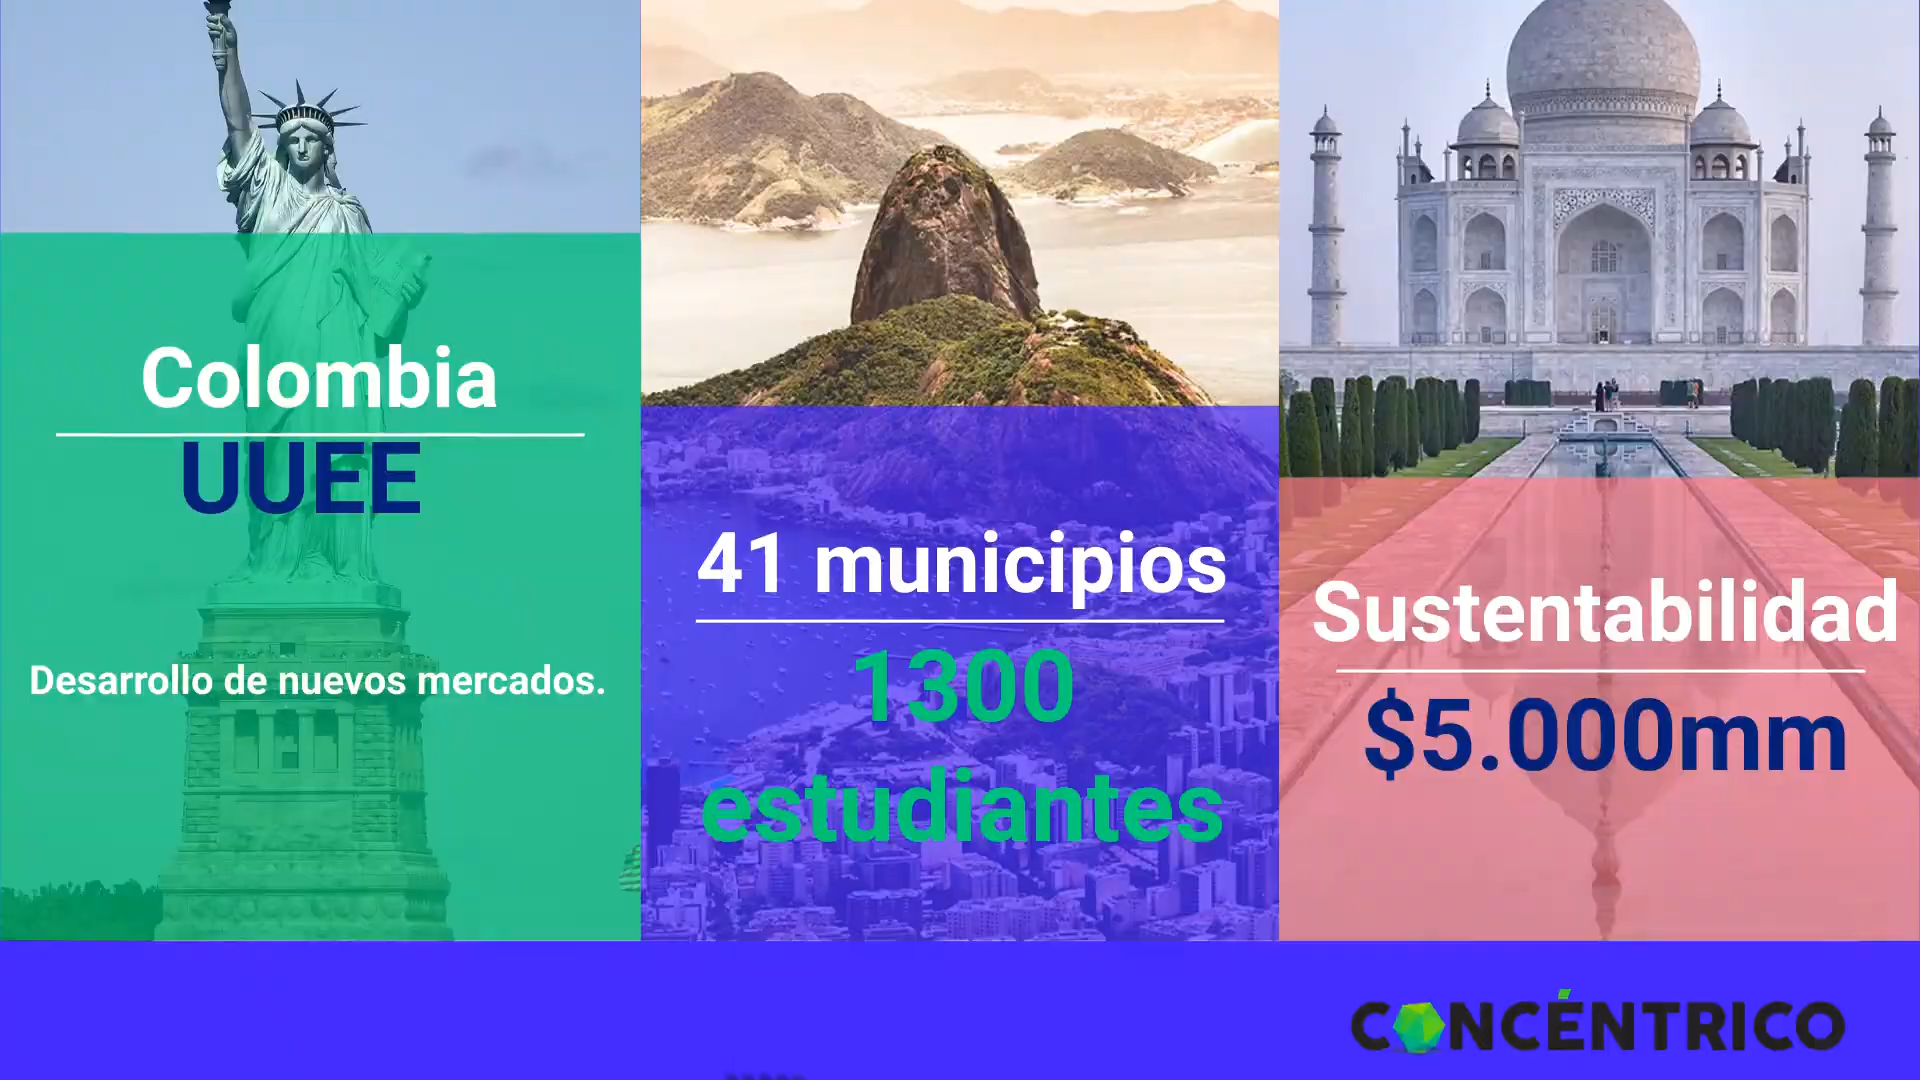 Colombia
UUEE
Desarrollo de nuevos mercados.
41 municipios
1300
estudiantes
Sustentabilidad
$5.000mm
CONCÉNTRICO